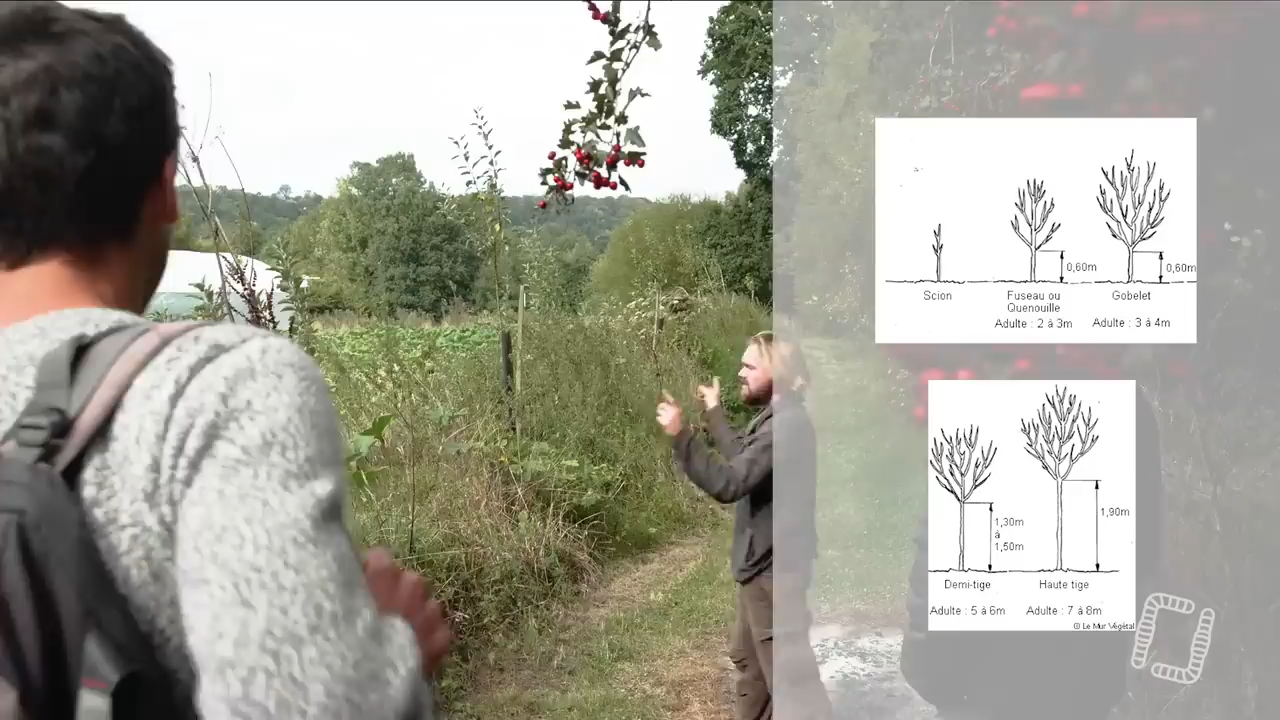 0,60m
0,60m
Scion
Fuseau ou
Quenouille
Gobelet
Adulte : 2 à 3m
Adulte : 3 à 4m
1,30m
à
1,50m
1,90m
Demi-tige
Haute tige
Adulte : 5 à 6m
Adulte : 7 à 8m
© Le Mur Végétal